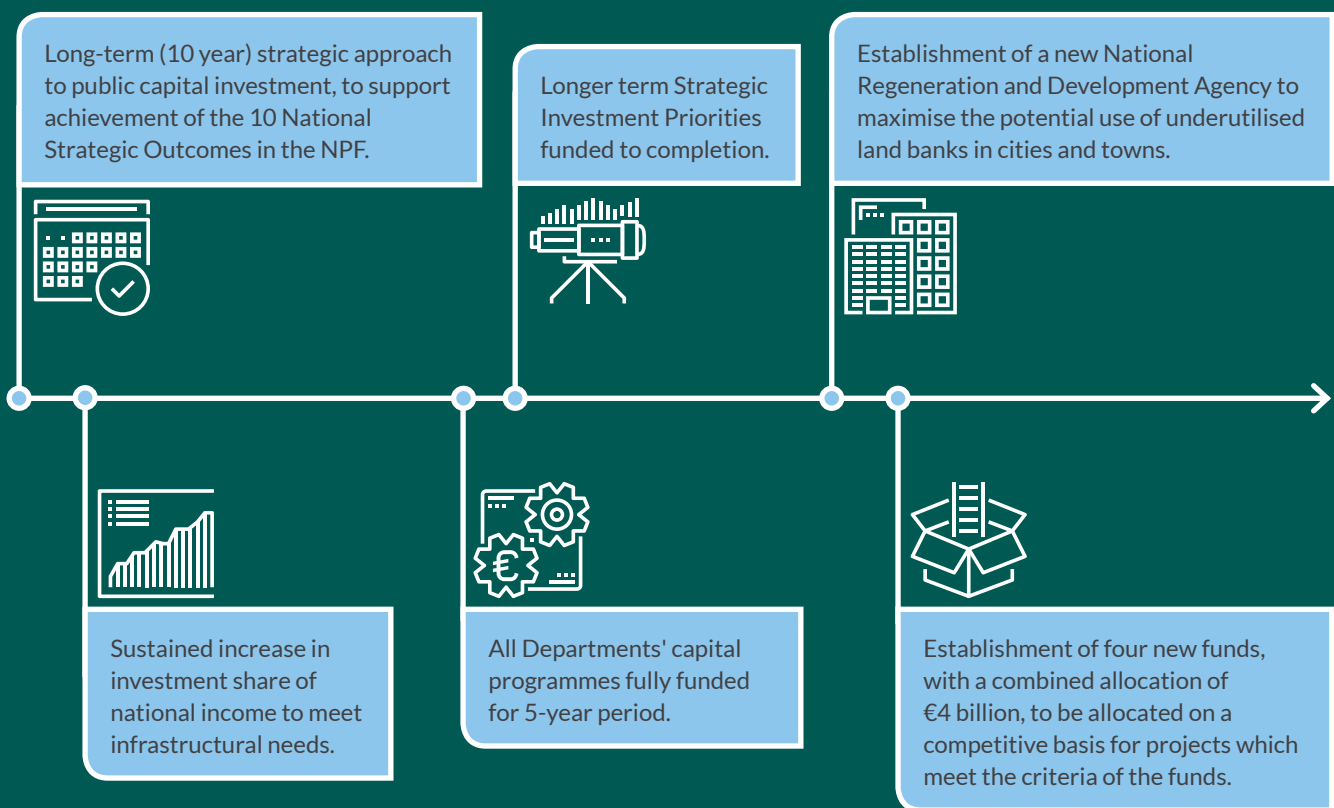 Long-term (10 year) strategic approach
to public capital investment, to support
achievement of the 10 National
Strategic Outcomes in the NPF.
Longer term Strategic
Investment Priorities
funded to completion.
Establishment of a new National
Regeneration and Development Agency to
maximise the potential use of underutilised
land banks in cities and towns.
€
Sustained increase in
investment share of
national income to meet
infrastructural needs.
All Departments' capital
programmes fully funded
for 5-year period.
Establishment of four new funds,
with a combined allocation of
€4 billion, to be allocated on a
competitive basis for projects which
meet the criteria of the funds.